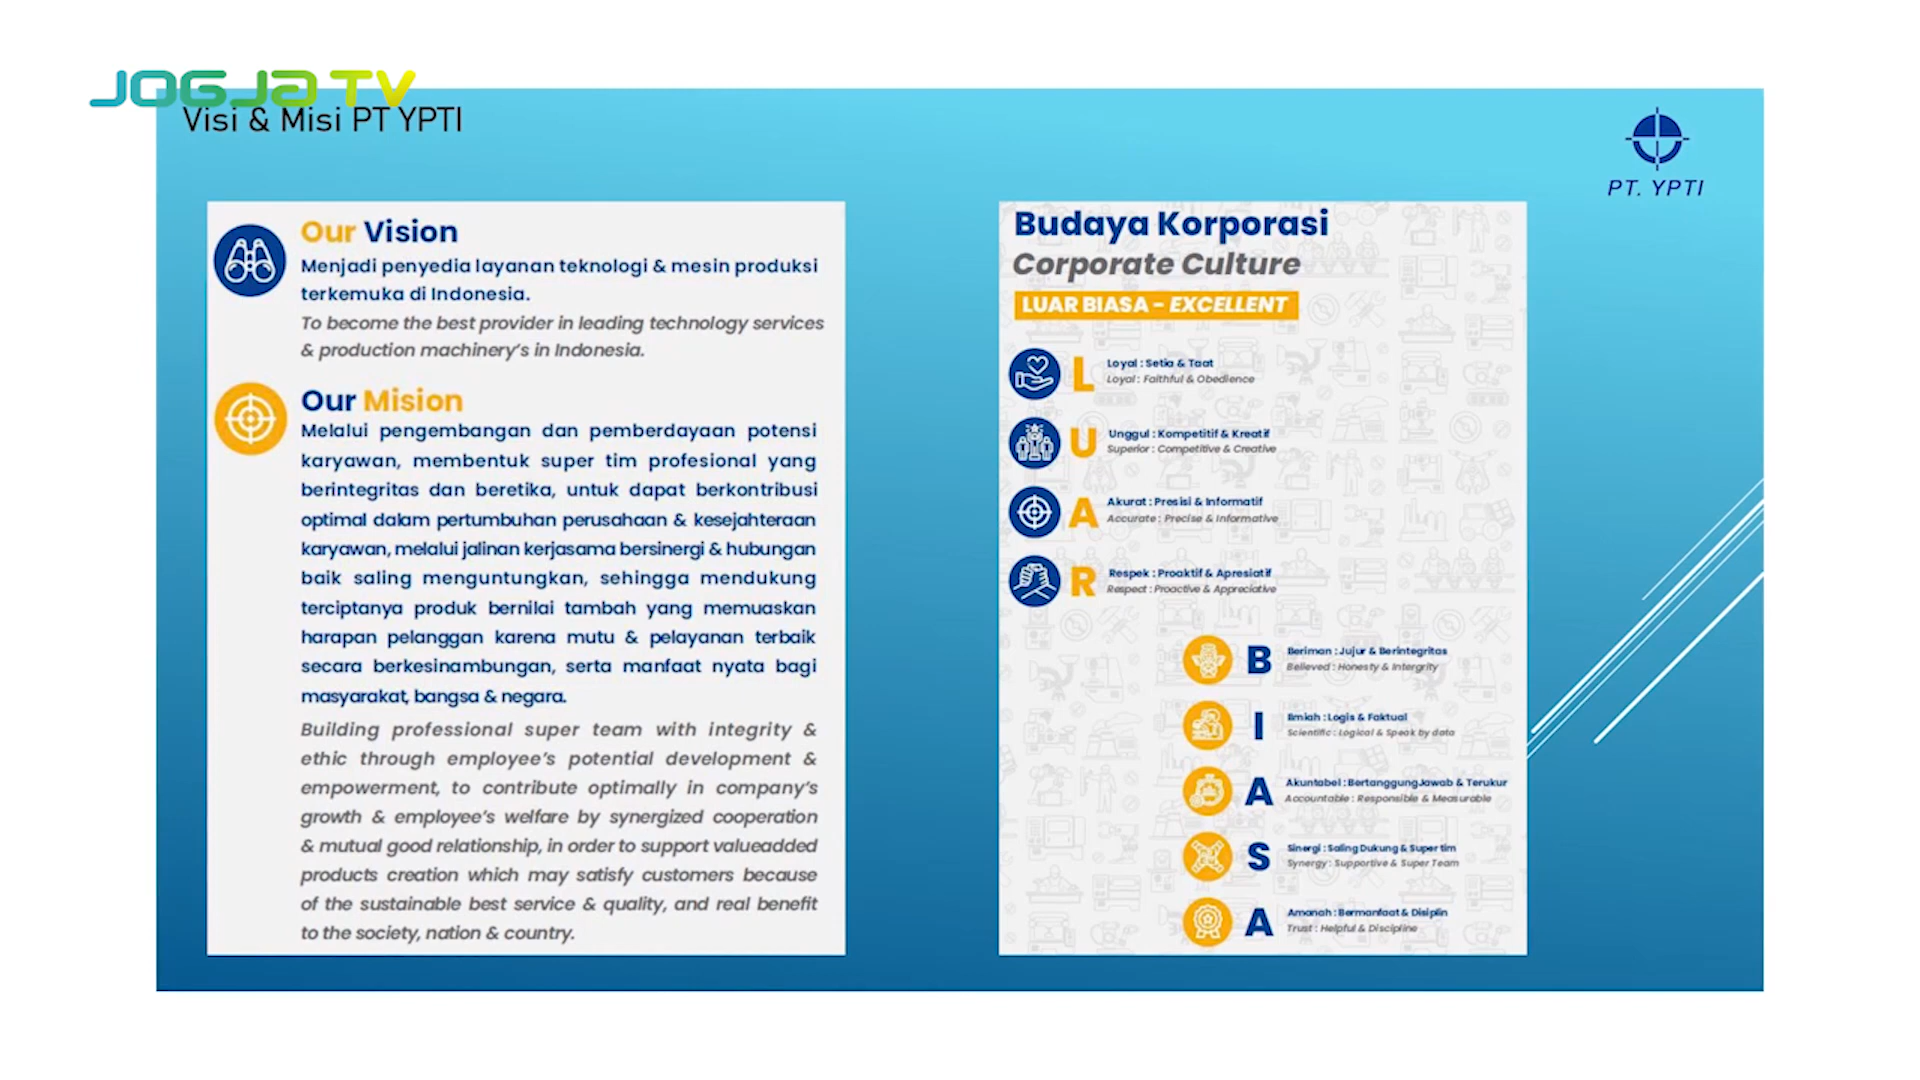 JOGJA TV
Visi & Misi PT YPTI
PT. YPTI
Our Vision
Menjadi penyedia layanan teknologi & mesin produksi
terkemuka di Indonesia.
To become the best provider in leading technology services
& production machinery's in Indonesia.
Our Mision
Melalui pengembangan dan pemberdayaan potensi
karyawan, membentuk super tim profesional yang
berintegritas dan beretika, untuk dapat berkontribusi
optimal dalam pertumbuhan perusahaan & kesejahteraan
karyawan, melalui jalinan kerjasama bersinergi & hubungan
baik saling menguntungkan, sehingga mendukung
terciptanya produk bernilai tambah yang memuaskan
harapan pelanggan karena mutu & pelayanan terbaik
secara berkesinambungan, serta manfaat nyata bagi
masyarakat, bangsa & negara.
Building professional super team with integrity &
ethic through employee's potential development &
empowerment, to contribute optimally in company's
growth & employee's welfare by synergized cooperation
& mutual good relationship, in order to support valueadded
products creation which may satisfy customers because
of the sustainable best service & quality, and real benefit
to the society, nation & country.
Budaya Korporasi
Corporate Culture
LUAR BIASA - EXCELLENT
L
Loyal : Setia & Taat
Loyal : Faithful & Obedience
U
Unggul : Kompetitif & Kreatif
Superior : Competitive & Creative
A
Akurat : Presisi & Informatif
Accurate : Precise & Informative
R
Respek : Proaktif & Apresiatif
Respect : Proactive & Appreciative
B
Beriman : Jujur & Berintegritas
Believed : Honesty & Intergrity
I
Ilmiah : Logis & Faktual
Scientific : Logical & Speak by data
A
Akuntabel : BertanggungJawab & Terukur
Accountable : Responsible & Measurable
S
Sinergi : Saling Dukung & Super tim
Synergy : Supportive & Super Team
A
Amanah : Bermanfaat & Disiplin
Trust : Helpful & Discipline